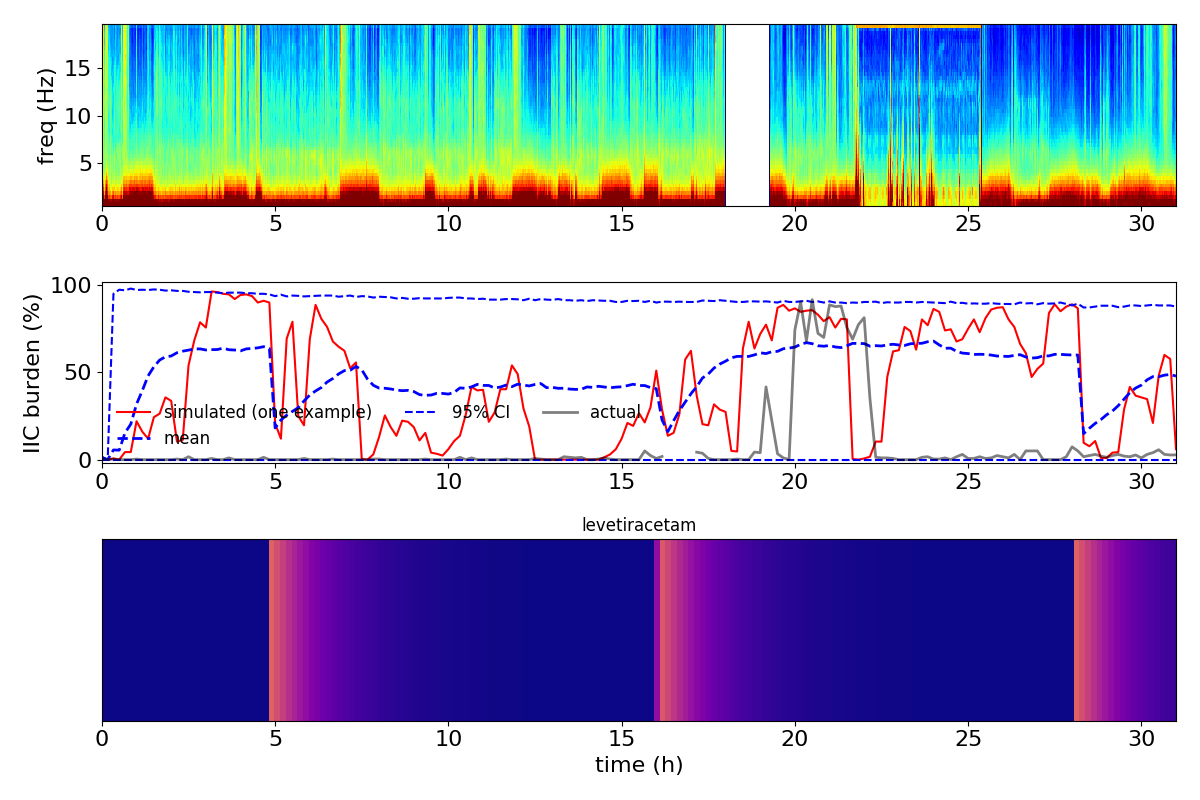 freq (Hz)
15
10
5
0 5 10 15 20 25 30
IIC burden (%)
100
50
0
simulated (one example) 95% CI actual
mean
0 5 10 15 20 25 30
levetiracetam
0 5 10 15 20 25 30
time (h)